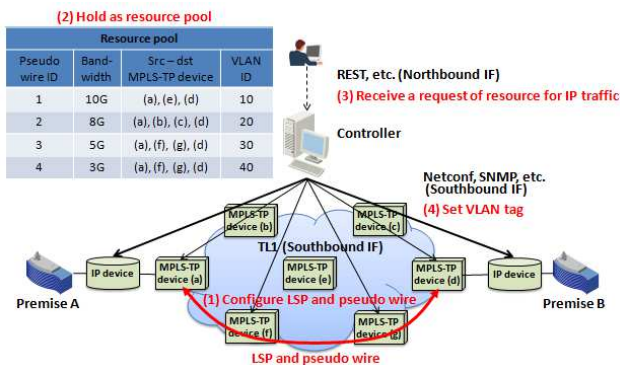 (2) Hold as resource pool
Resource pool
Pseudo wire ID
Band-width
Src – dst MPLS-TP device
VLAN ID
1 10G (a), (e), (d) 10
2 8G (a), (b), (c), (d) 20
3 5G (a), (f), (g), (d) 30
4 3G (a), (f), (g), (d) 40
REST, etc. (Northbound IF)
(3) Receive a request of resource for IP traffic
Controller
Netconf, SNMP, etc.
(Southbound IF)
(4) Set VLAN tag
MPLS-TP
device (b)
MPLS-TP
device (c)
TL1 (Southbound IF)
Premise A
IP device
MPLS-TP
device (a)
MPLS-TP
device (e)
MPLS-TP
device (d)
IP device
Premise B
(1) Configure LSP and pseudo wire
MPLS-TP
device (f)
MPLS-TP
device (g)
LSP and pseudo wire